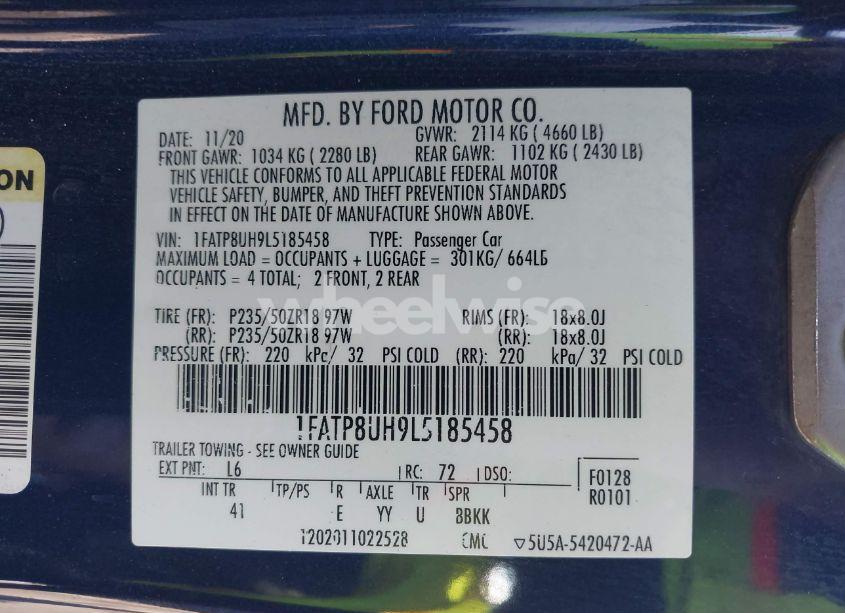 MFD. BY FORD MOTOR CO.
DATE: 11/20 GVWR: 2114 KG ( 4660 LB)
FRONT GAWR: 1034 KG ( 2280 LB) REAR GAWR: 1102 KG ( 2430 LB)
THIS VEHICLE CONFORMS TO ALL APPLICABLE FEDERAL MOTOR
VEHICLE SAFETY, BUMPER, AND THEFT PREVENTION STANDARDS
IN EFFECT ON THE DATE OF MANUFACTURE SHOWN ABOVE.
VIN: 1FATP8UH9L5185458 TYPE: Passenger Car
MAXIMUM LOAD = OCCUPANTS + LUGGAGE = 301KG/ 664LB
OCCUPANTS = 4 TOTAL; 2 FRONT, 2 REAR
wheelwise
TIRE (FR): P235/50ZR18 97W RIMS (FR): 18x8.0J
(RR): P235/50ZR18 97W (RR): 18x8.0J
PRESSURE (FR): 220 kPc/ 32 PSI COLD (RR): 220 kPa/ 32 PSI COLD
1FATP8UH9L5185458
TRAILER TOWING - SEE OWNER GUIDE
EXT PNT: L6 RC: 72 DSO: F0128
INT TR TP/PS R AXLE TR SPR R0101
41 E YY U BBKK
1202011022528 CMC ▽5U5A-5420472-AA
ON